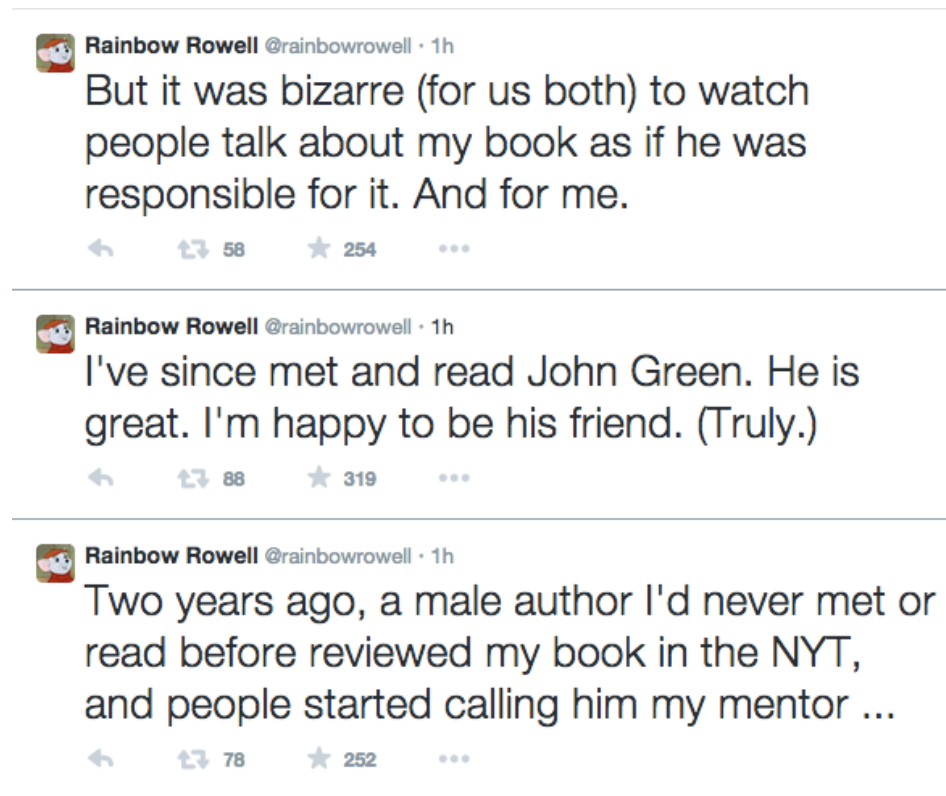 Rainbow Rowell @rainbowrowell · 1h
But it was bizarre (for us both) to watch
people talk about my book as if he was
responsible for it. And for me.
58 254
Rainbow Rowell @rainbowrowell · 1h
I've since met and read John Green. He is
great. I'm happy to be his friend. (Truly.)
88 319
Rainbow Rowell @rainbowrowell · 1h
Two years ago, a male author I'd never met or
read before reviewed my book in the NYT,
and people started calling him my mentor ...
78 252